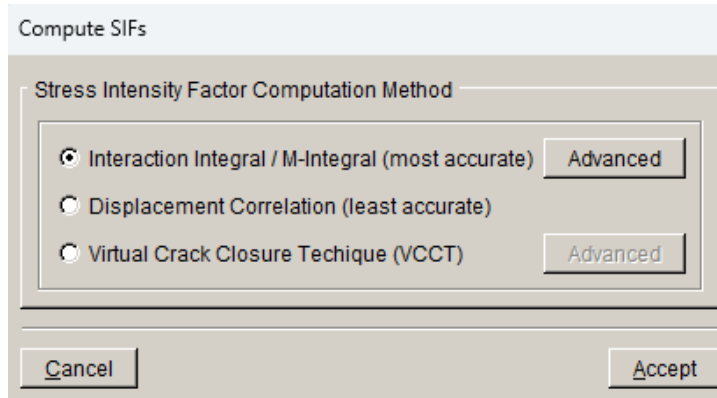 Compute SIFs
Stress Intensity Factor Computation Method
Interaction Integral / M-Integral (most accurate) Advanced
Displacement Correlation (least accurate)
Virtual Crack Closure Techique (VCCT) Advanced
Cancel Accept